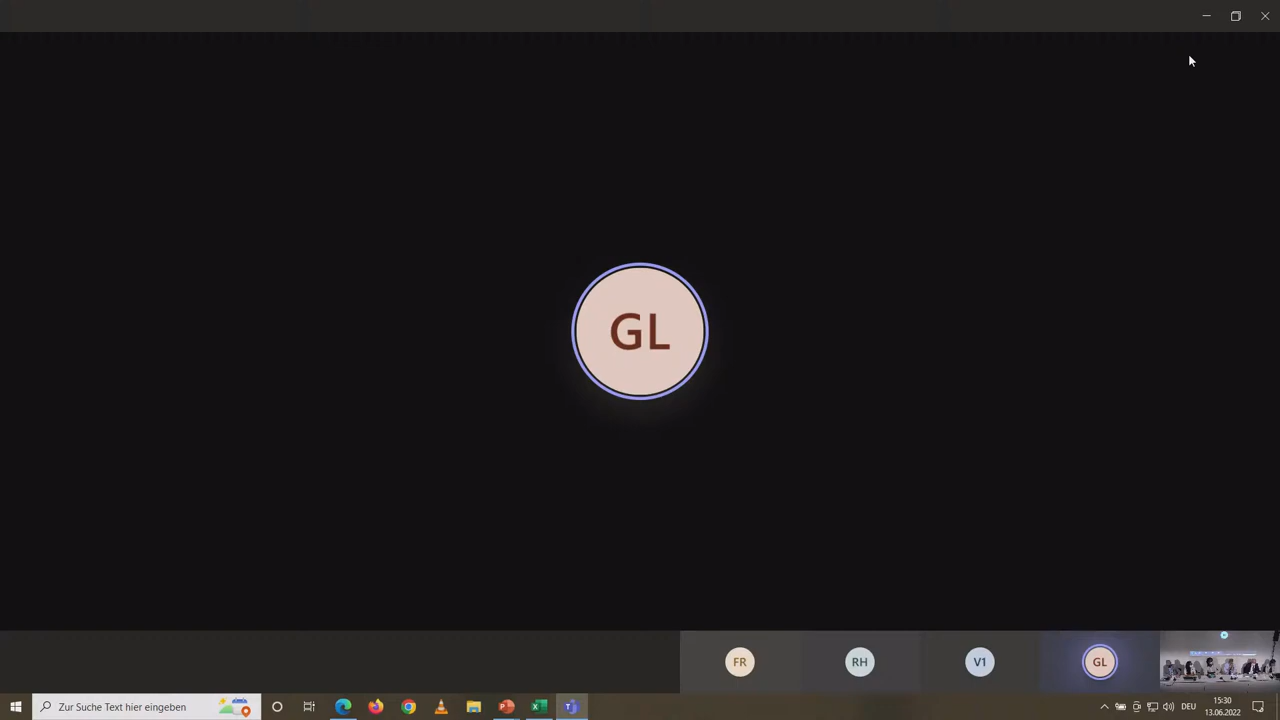 GL
FR
RH
V1
GL
Zur Suche Text hier eingeben
DEU
15:30
13.06.2022